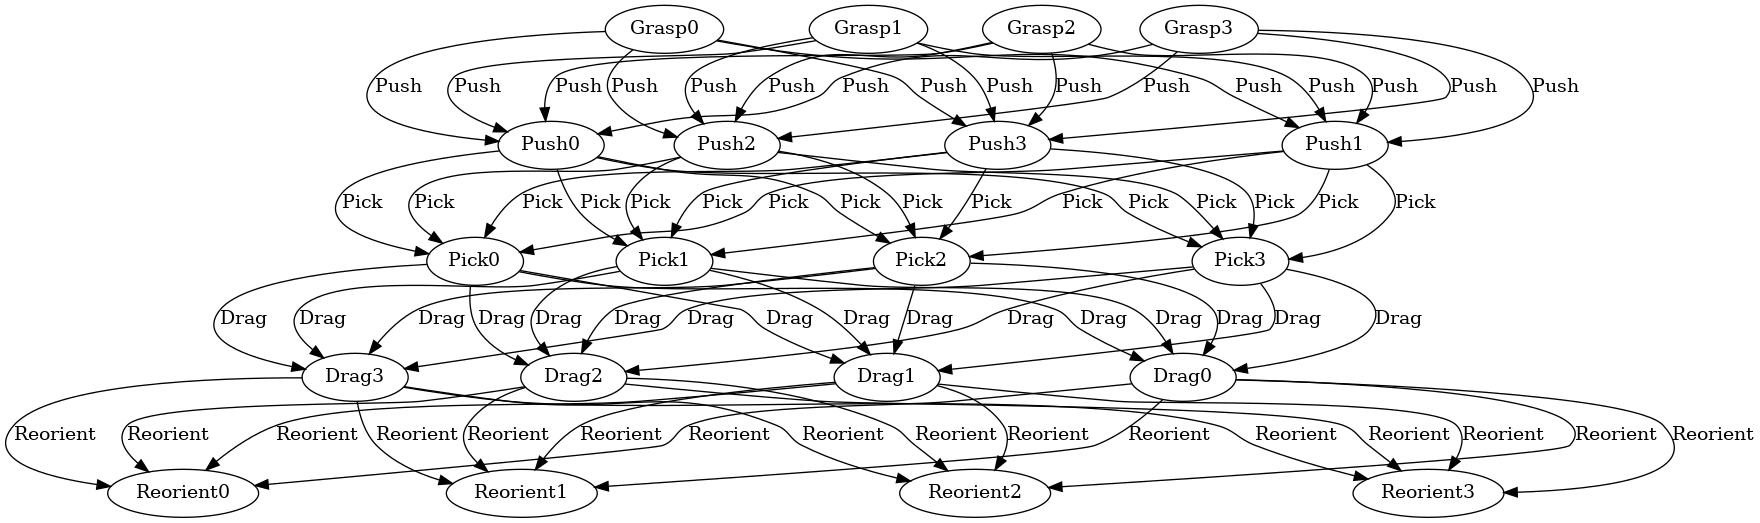 Grasp0 Grasp1 Grasp2 Grasp3
Push Push Push Push Push Push Push Push Push Push Push Push Push Push Push Push
Push0 Push2 Push3 Push1
Pick Pick Pick Pick Pick Pick Pick Pick Pick Pick Pick Pick Pick Pick Pick Pick
Pick0 Pick1 Pick2 Pick3
Drag Drag Drag Drag Drag Drag Drag Drag Drag Drag Drag Drag Drag Drag Drag Drag
Drag3 Drag2 Drag1 Drag0
Reorient Reorient Reorient Reorient Reorient Reorient Reorient Reorient Reorient Reorient Reorient Reorient Reorient Reorient Reorient Reorient
Reorient0 Reorient1 Reorient2 Reorient3